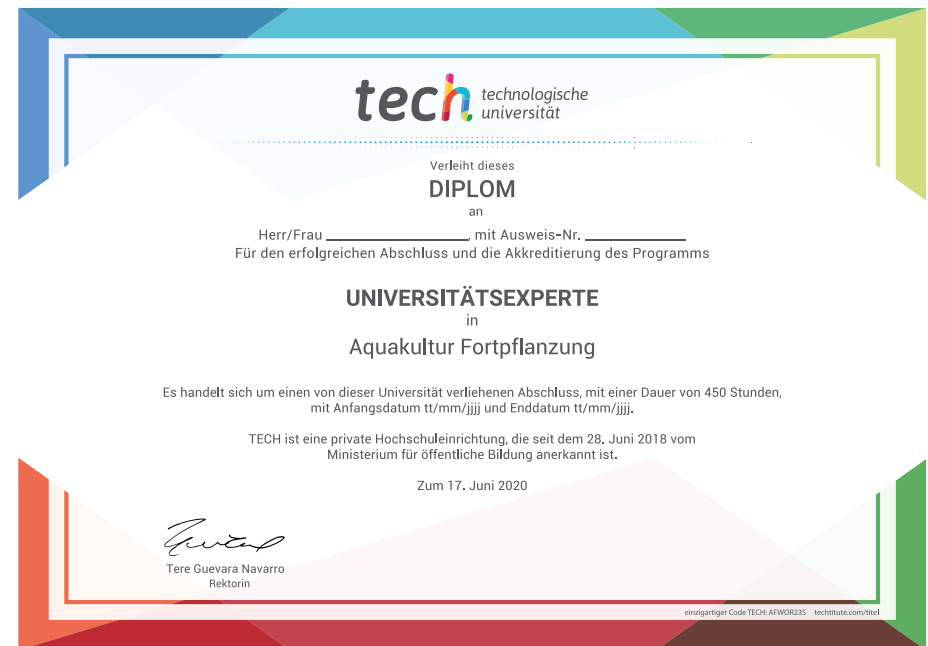 tech technologische
universität
Verleiht dieses
DIPLOM
an
Herr/Frau ____________________, mit Ausweis-Nr. ______________
Für den erfolgreichen Abschluss und die Akkreditierung des Programms
UNIVERSITÄTSEXPERTE
in
Aquakultur Fortpflanzung
Es handelt sich um einen von dieser Universität verliehenen Abschluss, mit einer Dauer von 450 Stunden,
mit Anfangsdatum tt/mm/jjjj und Enddatum tt/mm/jjjj.
TECH ist eine private Hochschuleinrichtung, die seit dem 28. Juni 2018 vom
Ministerium für öffentliche Bildung anerkannt ist.
Zum 17. Juni 2020
Tere Guevara Navarro
Rektorin
einzigartiger Code TECH: AFWOR23S techtitute.com/titel